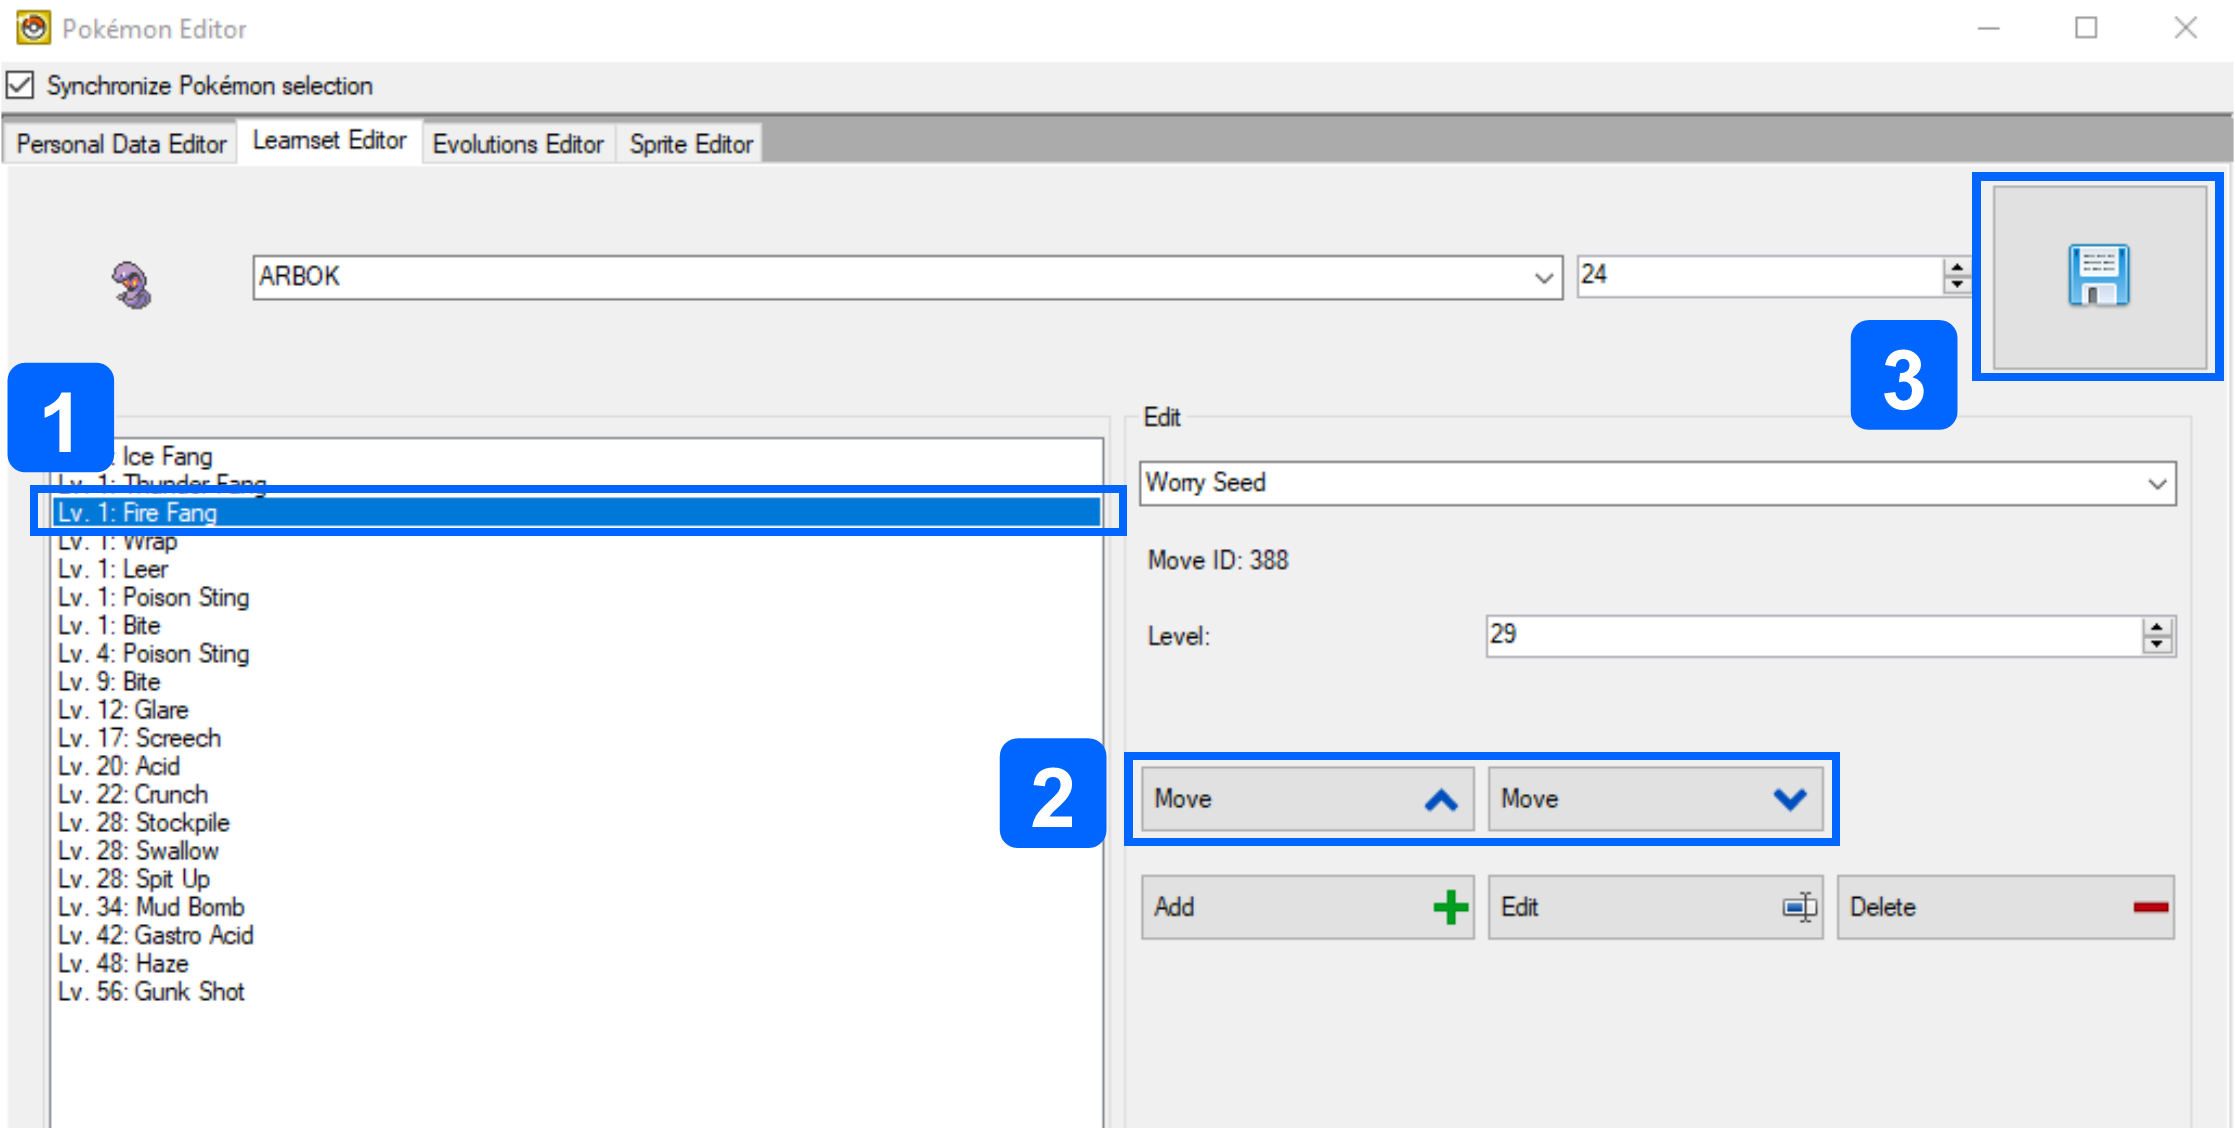 Pokémon Editor
Synchronize Pokémon selection
Personal Data Editor
Learnset Editor
Evolutions Editor
Sprite Editor
ARBOK
24
3
1
Ice Fang
Lv. 1: Thunder Fang
Lv. 1: Fire Fang
Lv. 1: Wrap
Lv. 1: Leer
Lv. 1: Poison Sting
Lv. 1: Bite
Lv. 4: Poison Sting
Lv. 9: Bite
Lv. 12: Glare
Lv. 17: Screech
Lv. 20: Acid
Lv. 22: Crunch
Lv. 28: Stockpile
Lv. 28: Swallow
Lv. 28: Spit Up
Lv. 34: Mud Bomb
Lv. 42: Gastro Acid
Lv. 48: Haze
Lv. 56: Gunk Shot
Edit
Worry Seed
Move ID: 388
Level:
29
2
Move
Move
Add
Edit
Delete